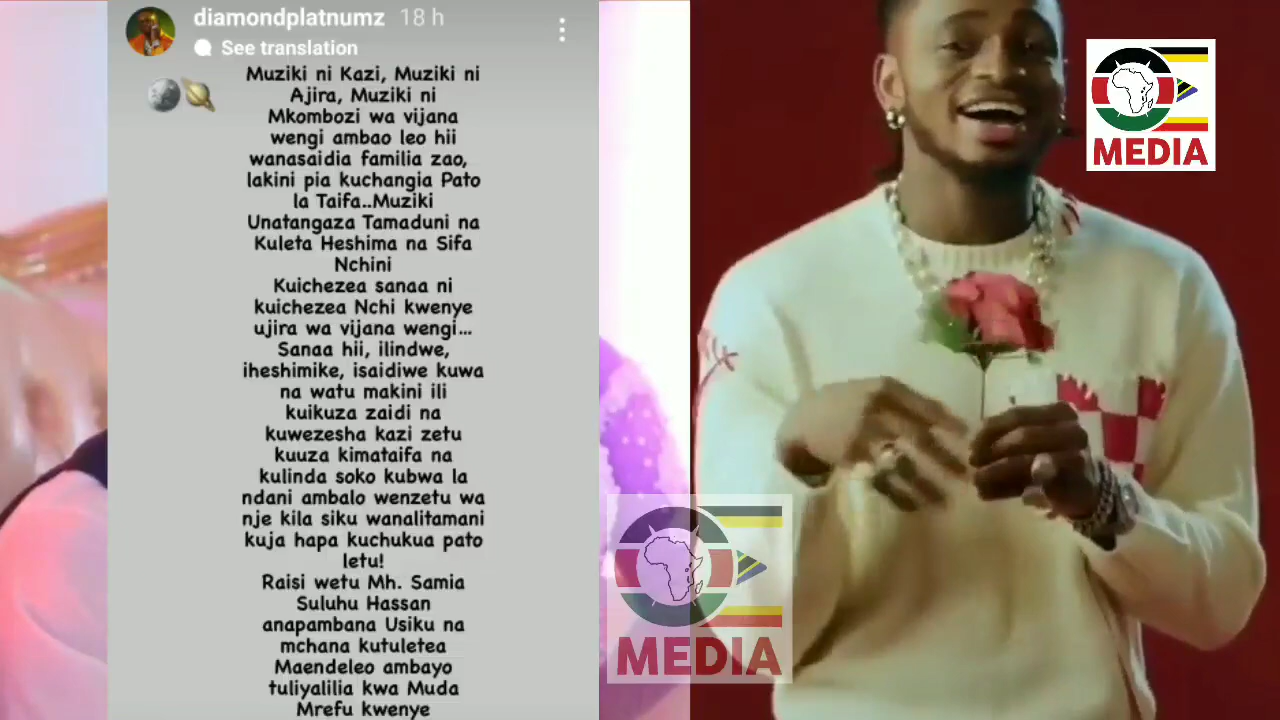 diamondplatnumz 18 h
See translation
Muziki ni Kazi, Muziki ni
Ajira, Muziki ni
Mkombozi wa vijana
wengi ambao leo hii
wanasaidia familia zao,
lakini pia kuchangia Pato
la Taifa..Muziki
Unatangaza Tamaduni na
Kuleta Heshima na Sifa
Nchini
Kuichezea sanaa ni
kuichezea Nchi kwenye
ujira wa vijana wengi...
Sanaa hii, ilindwe,
iheshimike, isaidiwe kuwa
na watu makini ili
kuikuza zaidi na
kuwezesha kazi zetu
kuuza kimataifa na
kulinda soko kubwa la
ndani ambalo wenzetu wa
nje kila siku wanalitamani
kuja hapa kuchukua pato
letu!
Raisi wetu Mh. Samia
Suluhu Hassan
anapambana Usiku na
mchana kutuletea
Maendeleo ambayo
tuliyalilia kwa Muda
Mrefu kwenye
MEDIA
MEDIA